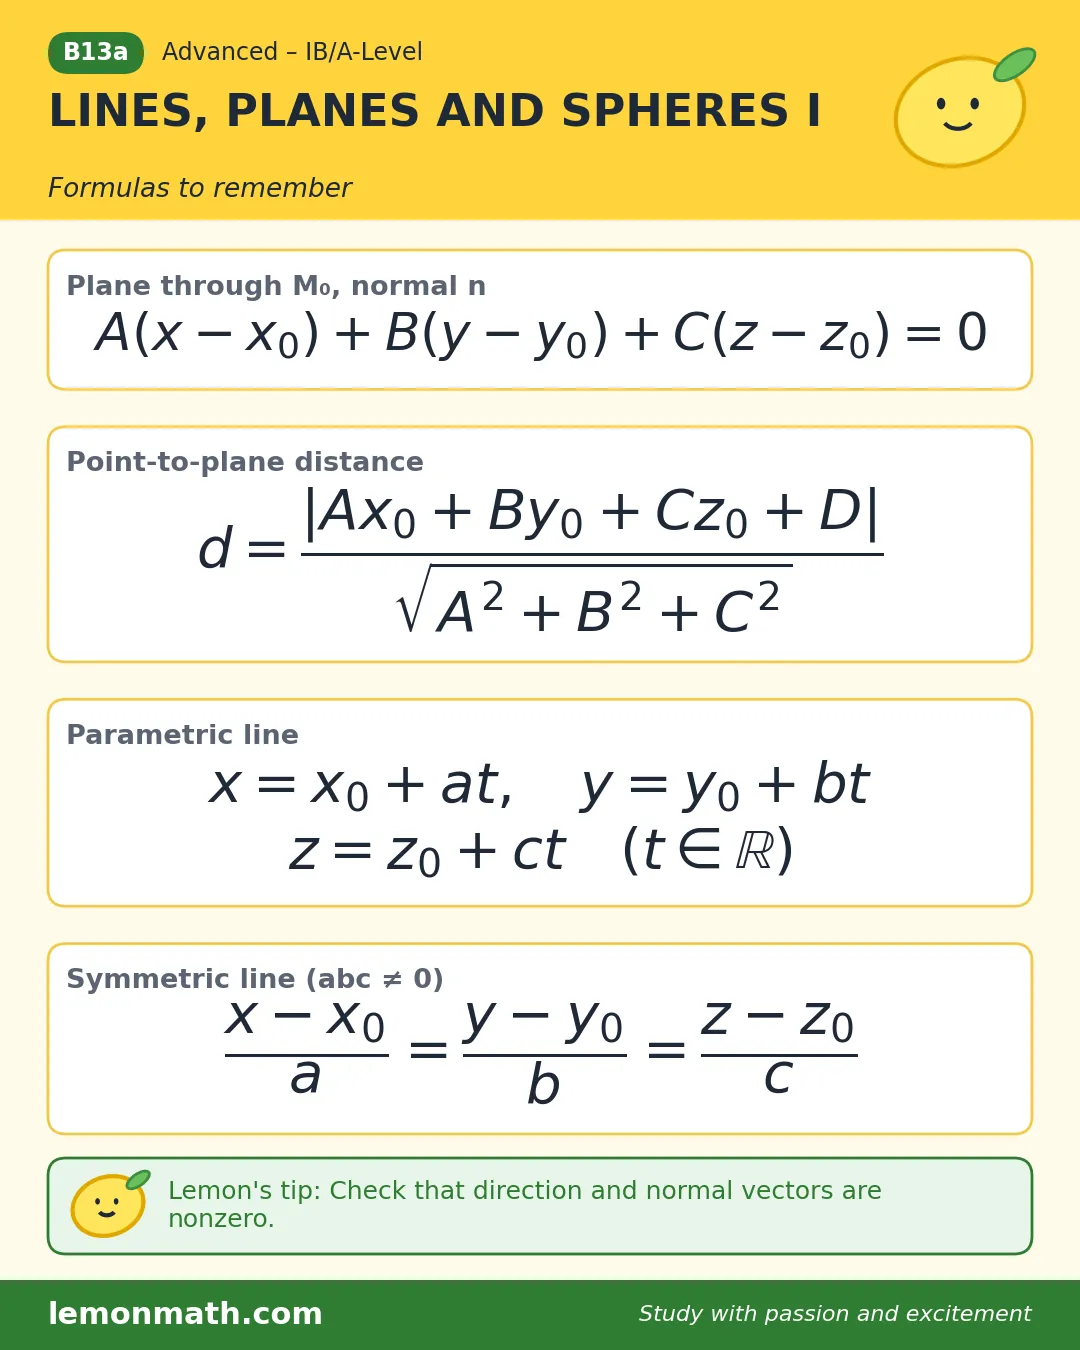 B13a Advanced – IB/A-Level
LINES, PLANES AND SPHERES I
Formulas to remember
Plane through M₀, normal n
A(x − x₀) + B(y − y₀) + C(z − z₀) = 0
Point-to-plane distance
d = |Ax₀ + By₀ + Cz₀ + D| / √(A² + B² + C²)
Parametric line
x = x₀ + at, y = y₀ + bt
z = z₀ + ct (t ∈ ℝ)
Symmetric line (abc ≠ 0)
(x − x₀)/a = (y − y₀)/b = (z − z₀)/c
Lemon's tip: Check that direction and normal vectors are
nonzero.
lemonmath.com Study with passion and excitement